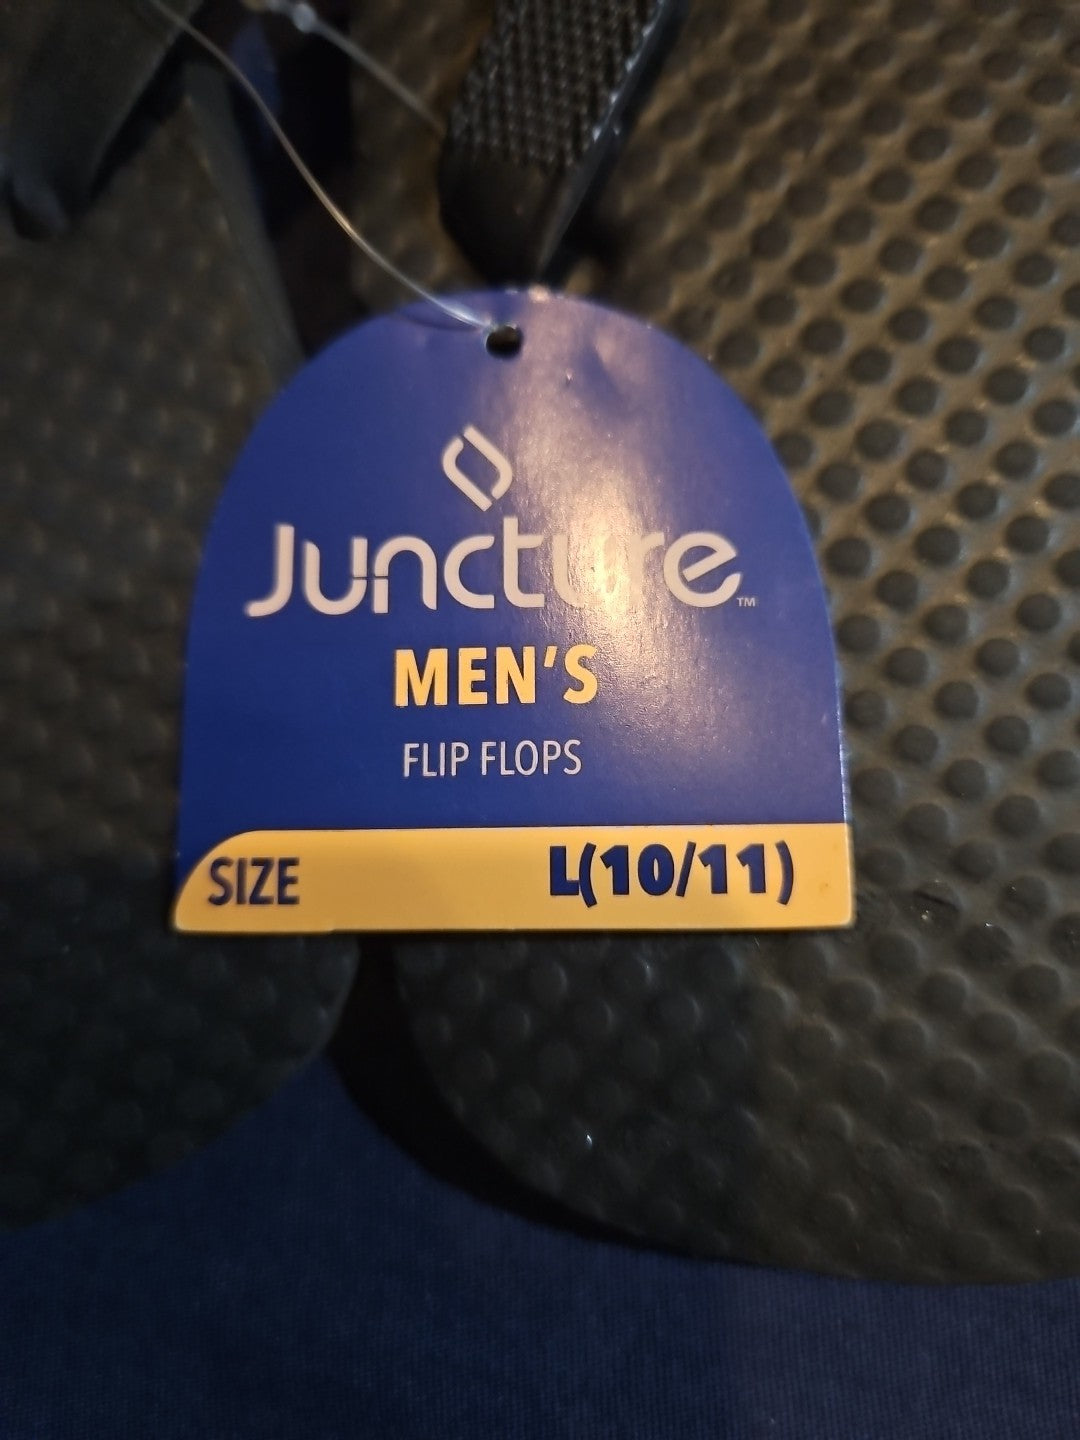 Juncture™
MEN'S
FLIP FLOPS
SIZE L(10/11)